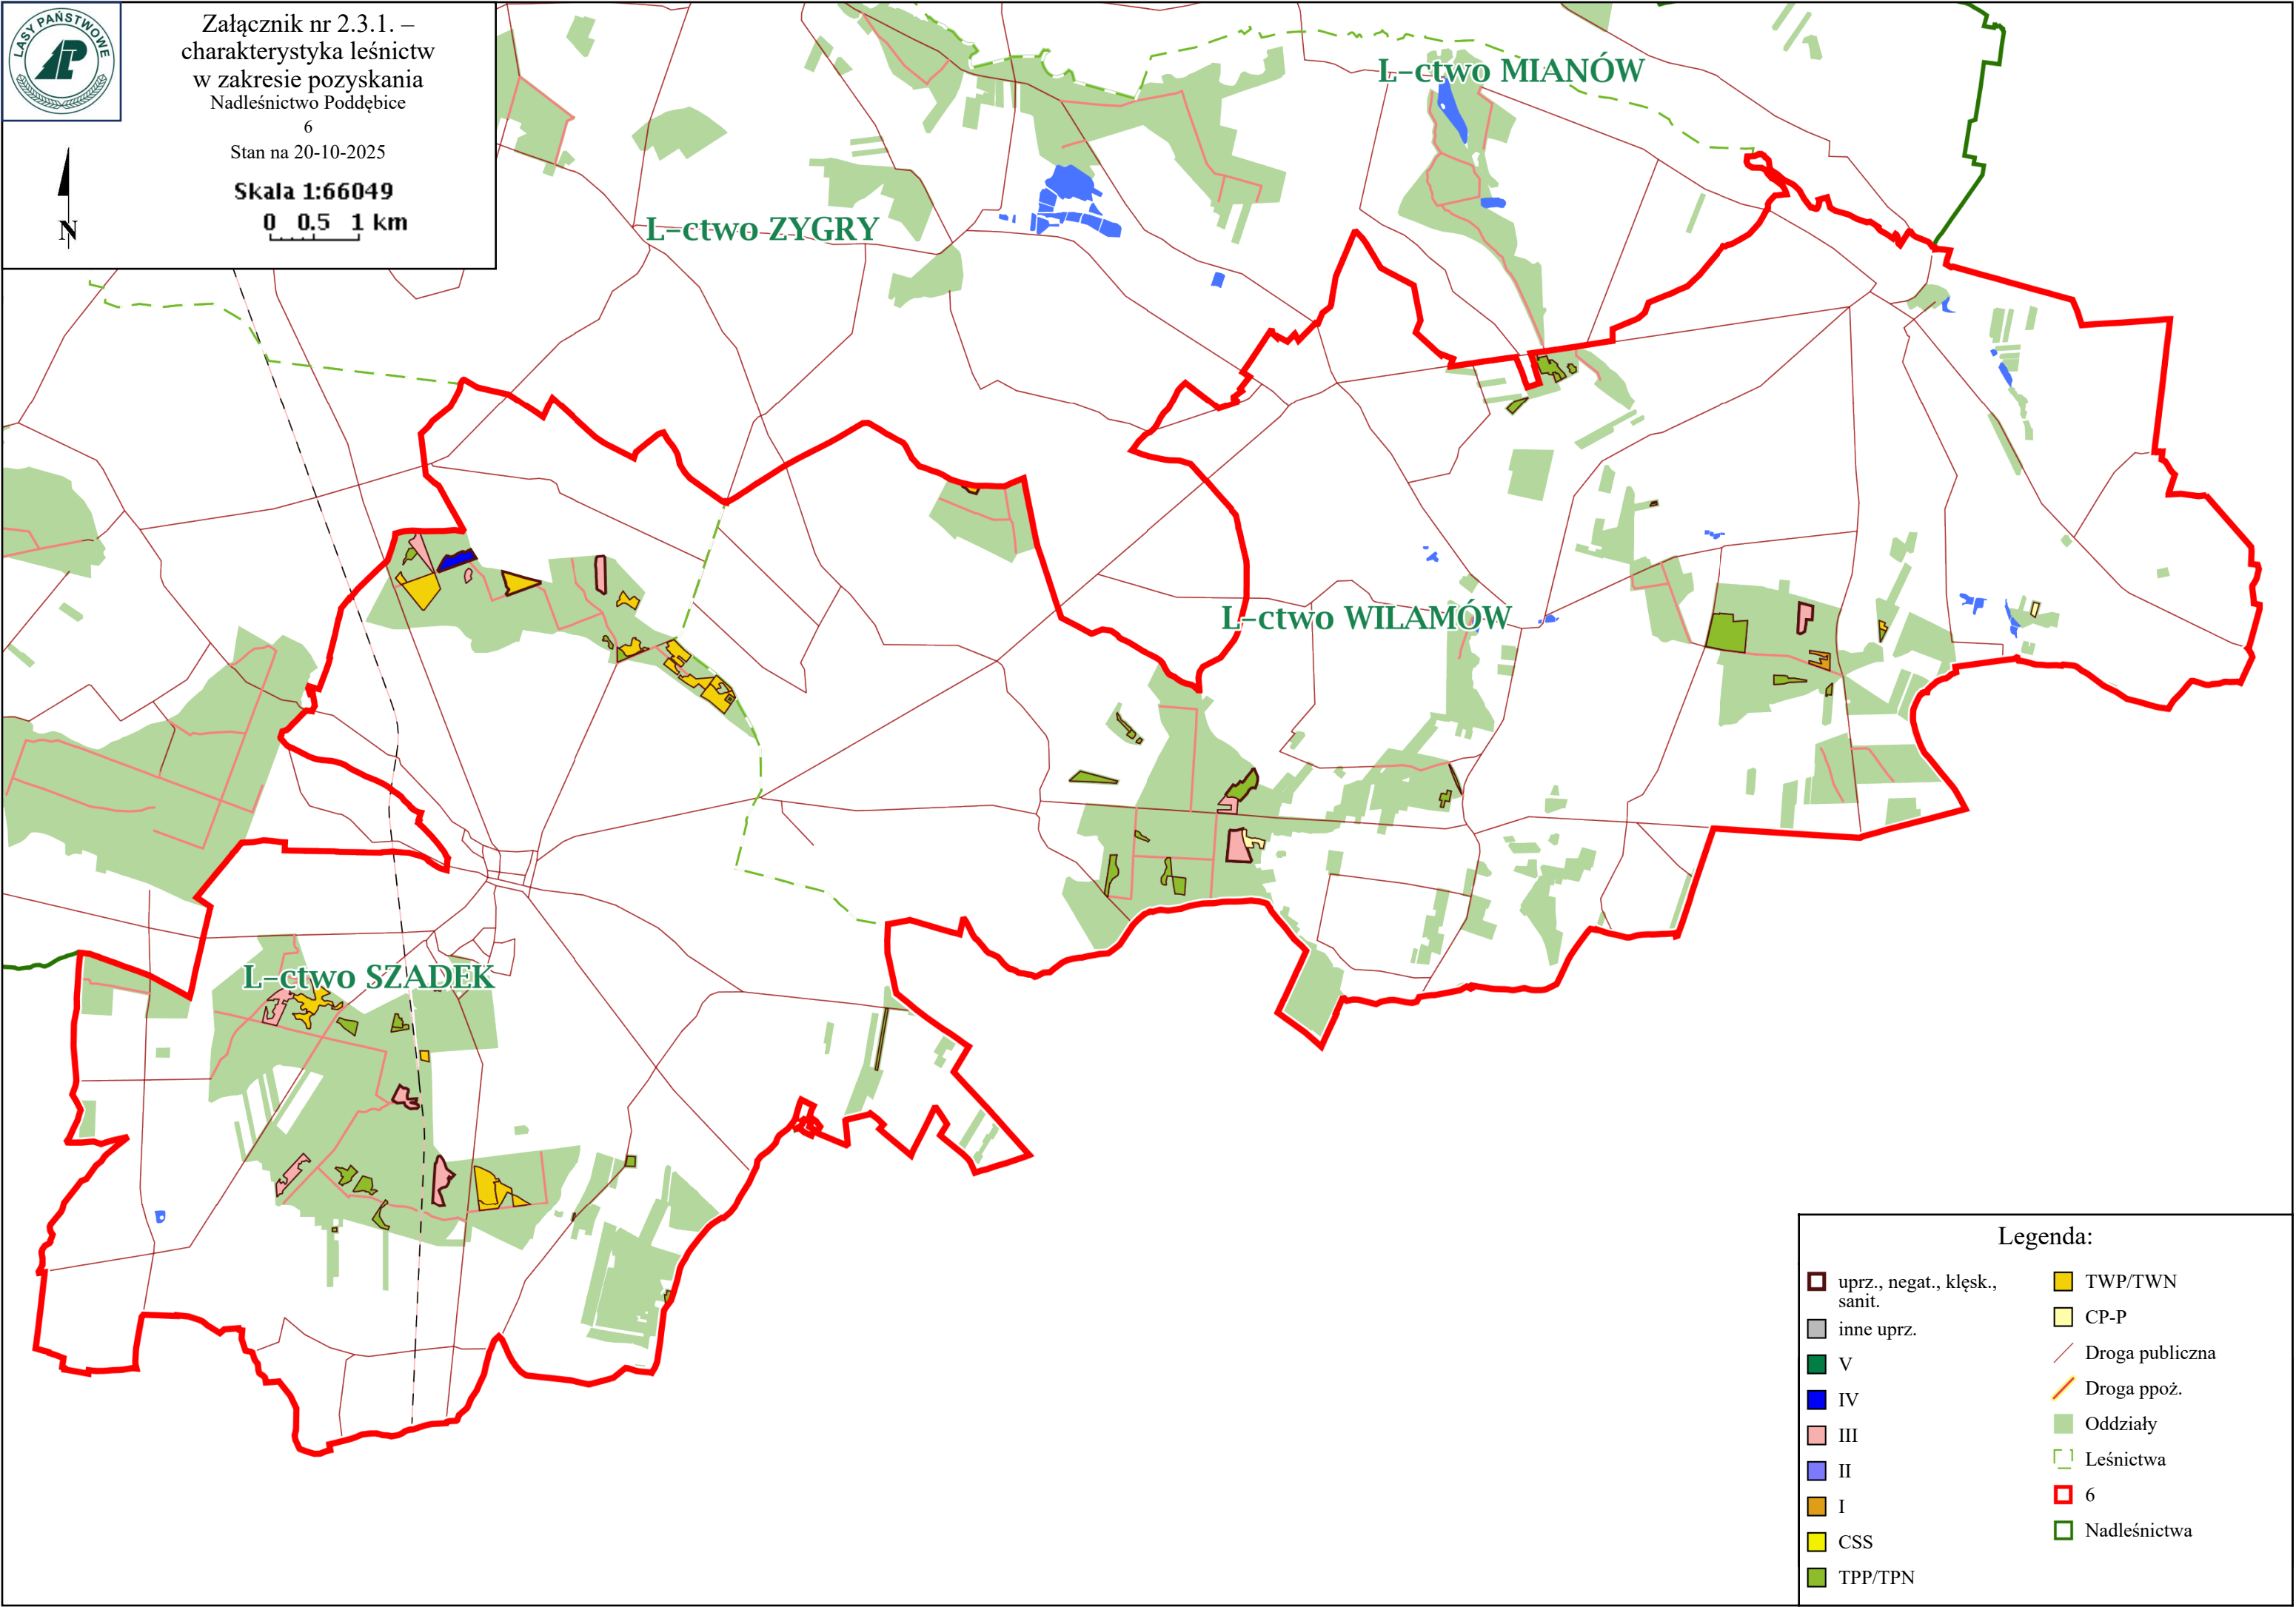 LASY PAŃSTWOWE
Załącznik nr 2.3.1. –
charakterystyka leśnictw
w zakresie pozyskania
Nadleśnictwo Poddębice
6
Stan na 20-10-2025
Skala 1:66049
0 0.5 1 km
N
L-ctwo MIANÓW
L-ctwo ZYGRY
L-ctwo WILAMÓW
L-ctwo SZADEK
Legenda:
uprz., negat., klęsk.,
sanit.
inne uprz.
V
IV
III
II
I
CSS
TPP/TPN
TWP/TWN
CP-P
Droga publiczna
Droga ppoż.
Oddziały
Leśnictwa
6
Nadleśnictwa